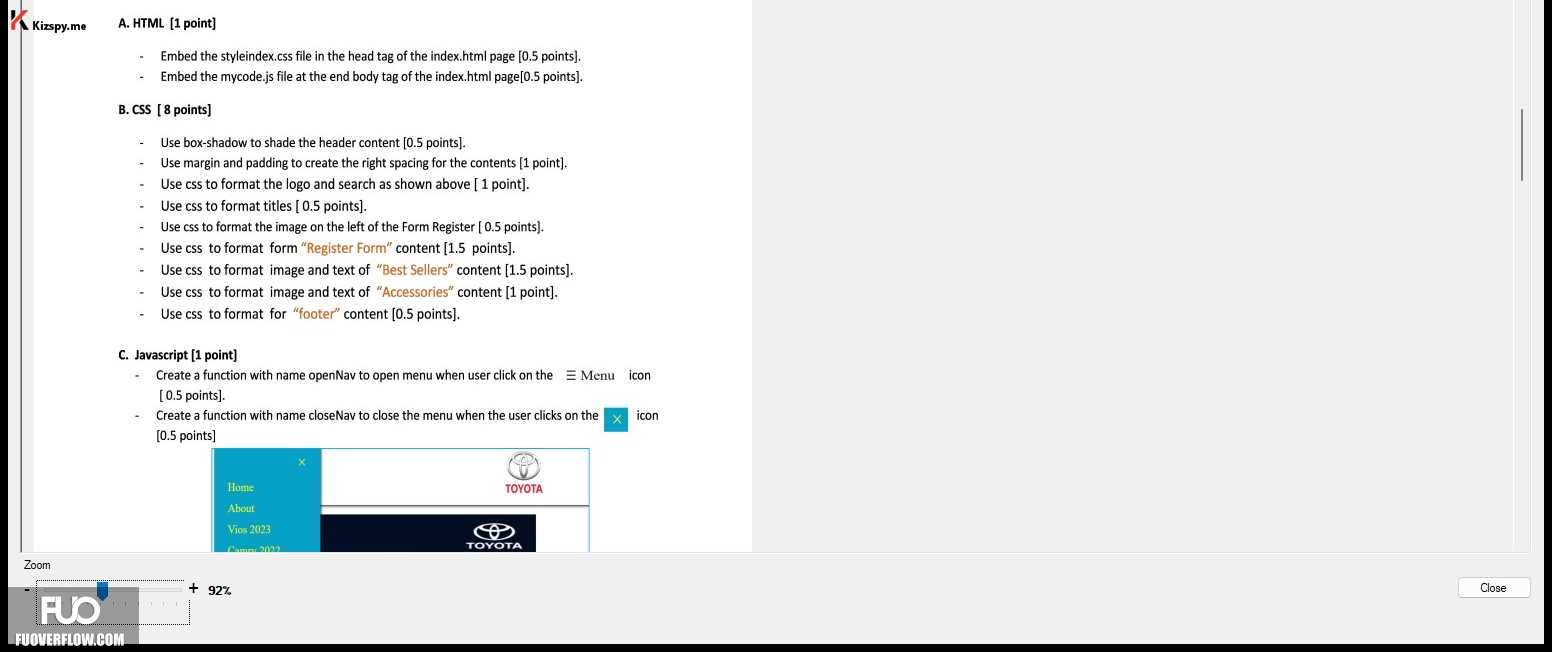 Kizspy.me
A. HTML [1 point]
- Embed the styleindex.css file in the head tag of the index.html page [0.5 points].
- Embed the mycode.js file at the end body tag of the index.html page[0.5 points].
B. CSS [ 8 points]
- Use box-shadow to shade the header content [0.5 points].
- Use margin and padding to create the right spacing for the contents [1 point].
- Use css to format the logo and search as shown above [ 1 point].
- Use css to format titles [ 0.5 points].
- Use css to format the image on the left of the Form Register [ 0.5 points].
- Use css to format form “Register Form” content [1.5 points].
- Use css to format image and text of “Best Sellers” content [1.5 points].
- Use css to format image and text of “Accessories” content [1 point].
- Use css to format for “footer” content [0.5 points].
C. Javascript [1 point]
- Create a function with name openNav to open menu when user click on the ☰ Menu icon
[ 0.5 points].
- Create a function with name closeNav to close the menu when the user clicks on the × icon
[0.5 points]
×
TOYOTA
Home
About
Vios 2023
TOYOTA
Camry 2022
Zoom
- + 92%
Close
FUO
FUOVERFLOW.COM